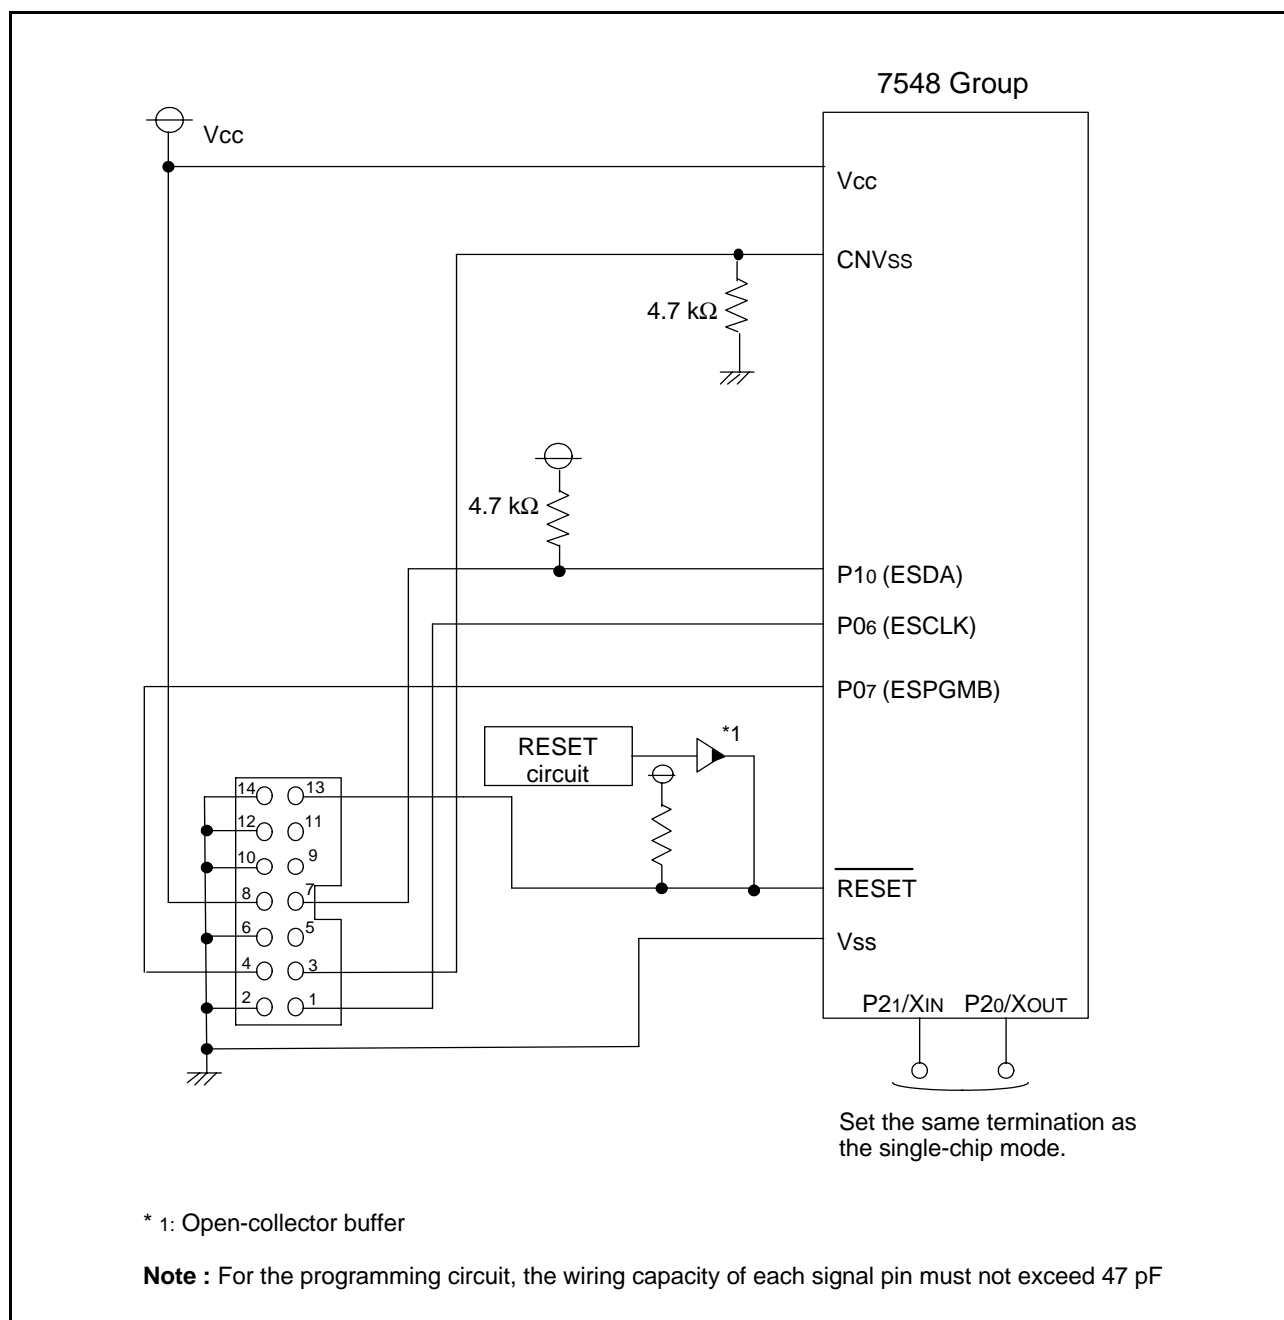 7548 Group
Vcc
Vcc
CNVss
4.7 kΩ
4.7 kΩ
P10 (ESDA)
P06 (ESCLK)
P07 (ESPGMB)
*1
RESET
circuit
14 13
12 11
10 9
8 7
6 5
4 3
2 1
RESET
Vss
P21/XIN P20/XOUT
Set the same termination as
the single-chip mode.
* 1: Open-collector buffer
Note : For the programming circuit, the wiring capacity of each signal pin must not exceed 47 pF